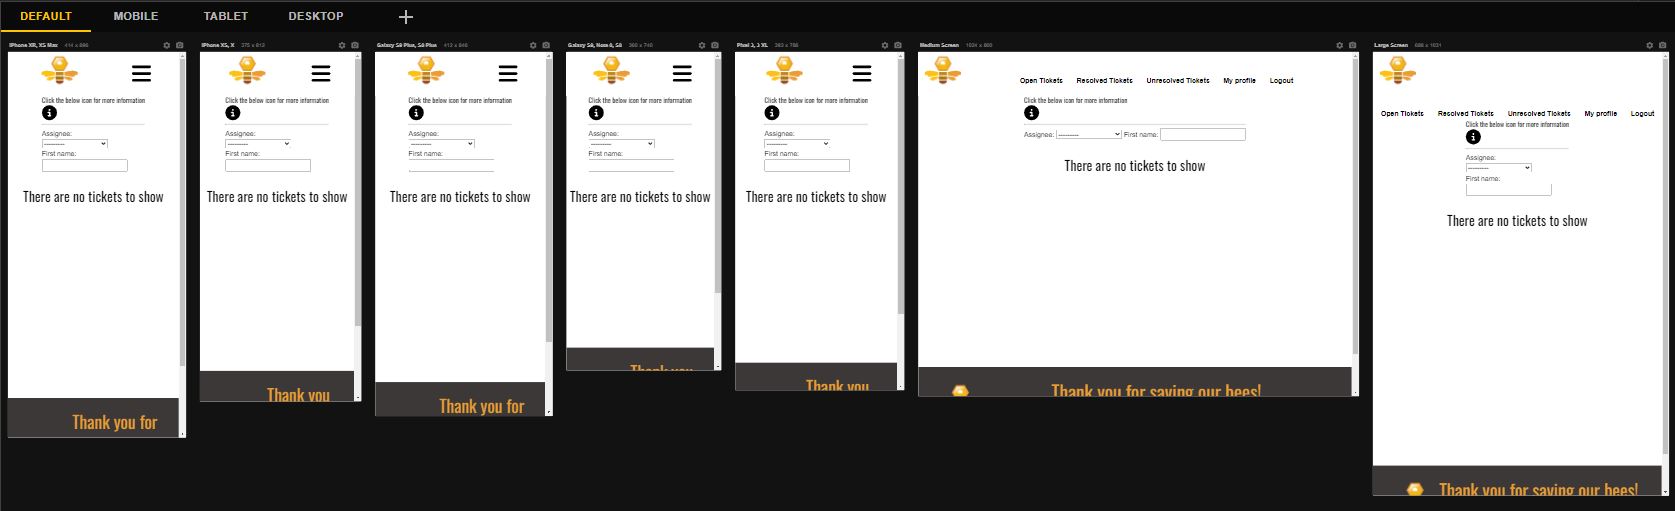 DEFAULT MOBILE TABLET DESKTOP +
iPhone XR, XS Max 414 x 896
Click the below icon for more information
Assignee:
---------
First name:
There are no tickets to show
Thank you for
iPhone XS, X 375 x 812
Click the below icon for more information
Assignee:
---------
First name:
There are no tickets to show
Thank you
Galaxy S9 Plus, S8 Plus 412 x 846
Click the below icon for more information
Assignee:
---------
First name:
There are no tickets to show
Thank you for
Galaxy S9, Note 8, S8 360 x 740
Click the below icon for more information
Assignee:
---------
First name:
There are no tickets to show
Thank you
Pixel 3, 3 XL 393 x 786
Click the below icon for more information
Assignee:
---------
First name:
There are no tickets to show
Thank you
Medium Screen 1024 x 800
Open Tickets Resolved Tickets Unresolved Tickets My profile Logout
Click the below icon for more information
Assignee: --------- First name:
There are no tickets to show
Thank you for saving our bees!
Large Screen
Open Tickets Resolved Tickets Unresolved Tickets My profile Logout
Click the below icon for more information
Assignee:
---------
First name:
There are no tickets to show
Thank you for saving our bees!